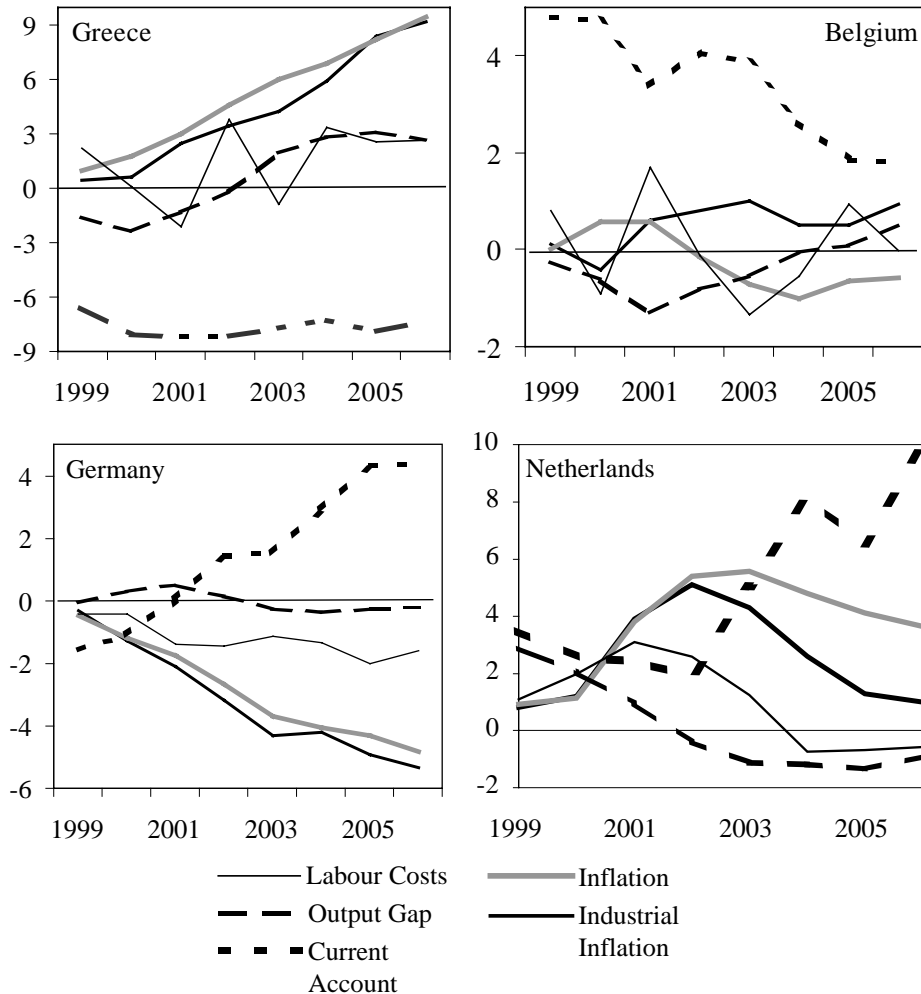 Greece
9
6
3
0
-3
-6
-9
1999 2001 2003 2005
Belgium
4
2
0
-2
1999 2001 2003 2005
Germany
4
2
0
-2
-4
-6
1999 2001 2003 2005
Netherlands
10
8
6
4
2
0
-2
1999 2001 2003 2005
Labour Costs
Inflation
Output Gap
Industrial
Inflation
Current
Account